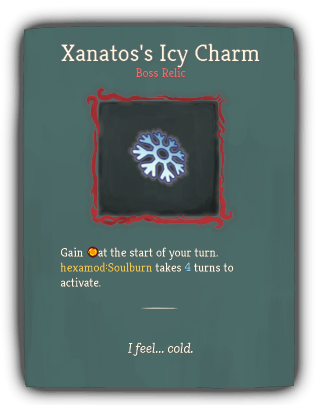 Xanatos's Icy Charm
Boss Relic
Gain at the start of your turn.
hexamod:Soulburn takes 4 turns to
activate.
I feel... cold.